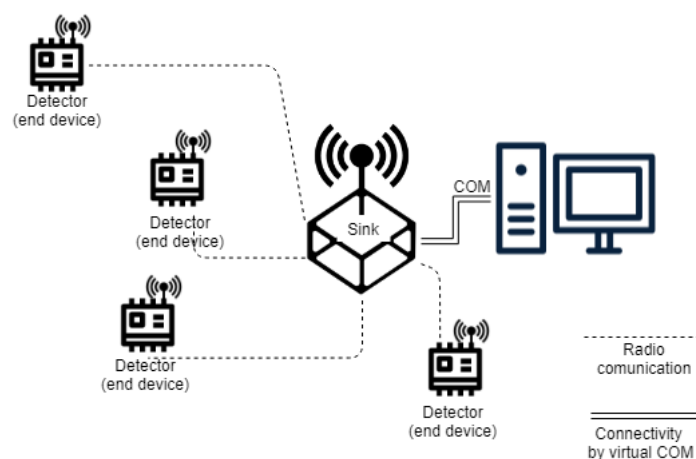 Detector
(end device)
Detector
(end device)
Sink
COM
Detector
(end device)
Detector
(end device)
Radio
comunication
Connectivity
by virtual COM